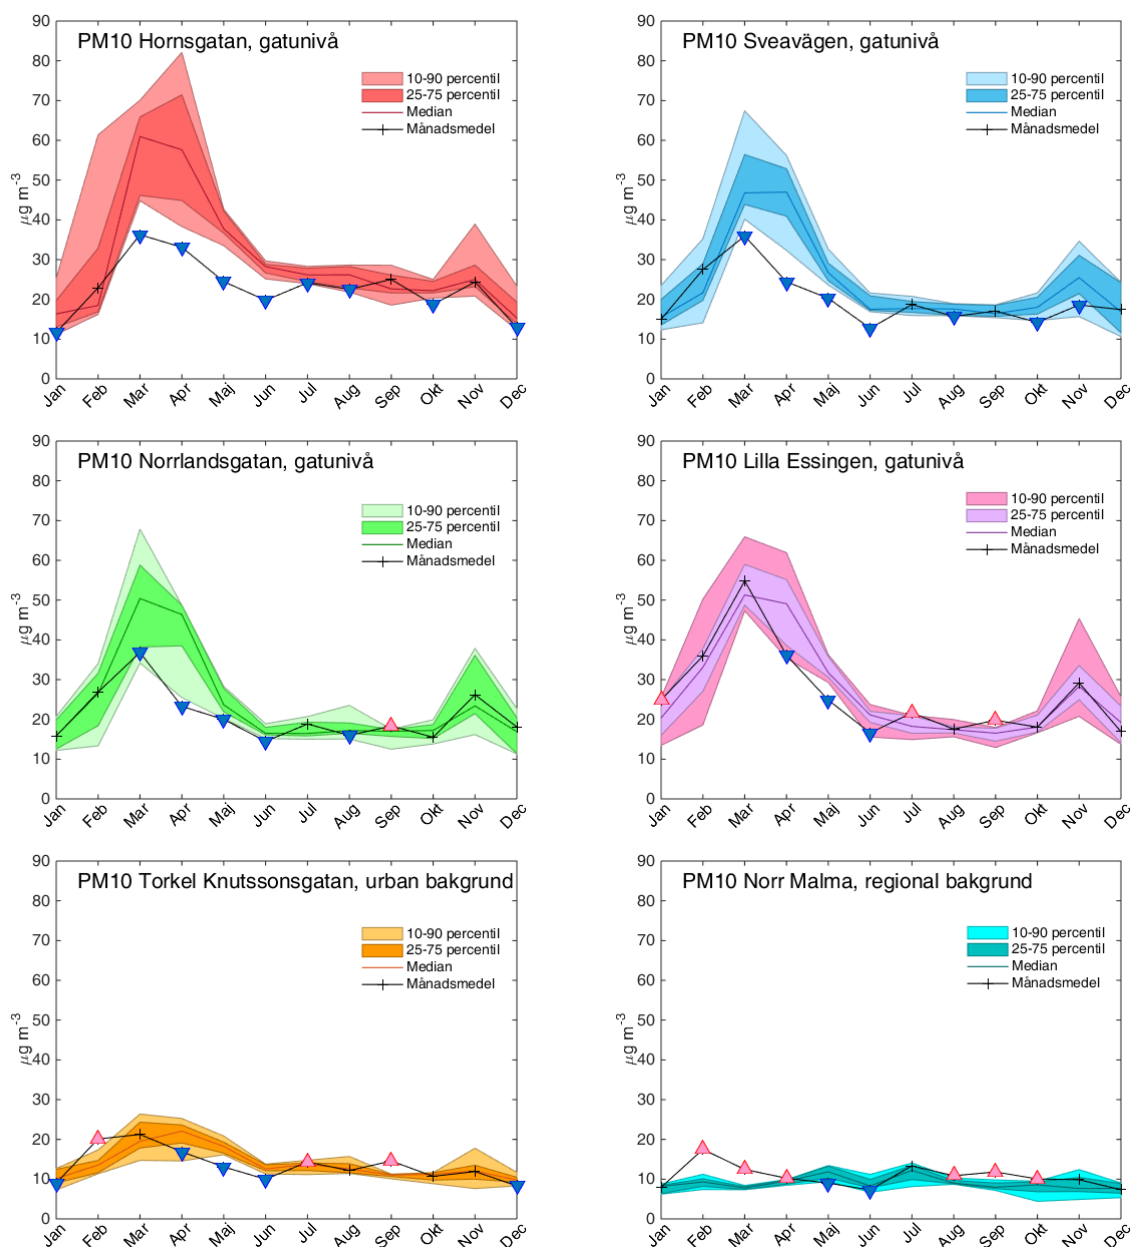 PM10 Hornsgatan, gatunivå
10-90 percentil
25-75 percentil
Median
Månadsmedel
µg m-3
90
80
70
60
50
40
30
20
10
0
Jan Feb Mar Apr Maj Jun Jul Aug Sep Okt Nov Dec
PM10 Sveavägen, gatunivå
10-90 percentil
25-75 percentil
Median
Månadsmedel
µg m-3
90
80
70
60
50
40
30
20
10
0
Jan Feb Mar Apr Maj Jun Jul Aug Sep Okt Nov Dec
PM10 Norrlandsgatan, gatunivå
10-90 percentil
25-75 percentil
Median
Månadsmedel
µg m-3
90
80
70
60
50
40
30
20
10
0
Jan Feb Mar Apr Maj Jun Jul Aug Sep Okt Nov Dec
PM10 Lilla Essingen, gatunivå
10-90 percentil
25-75 percentil
Median
Månadsmedel
µg m-3
90
80
70
60
50
40
30
20
10
0
Jan Feb Mar Apr Maj Jun Jul Aug Sep Okt Nov Dec
PM10 Torkel Knutssonsgatan, urban bakgrund
10-90 percentil
25-75 percentil
Median
Månadsmedel
µg m-3
90
80
70
60
50
40
30
20
10
0
Jan Feb Mar Apr Maj Jun Jul Aug Sep Okt Nov Dec
PM10 Norr Malma, regional bakgrund
10-90 percentil
25-75 percentil
Median
Månadsmedel
µg m-3
90
80
70
60
50
40
30
20
10
0
Jan Feb Mar Apr Maj Jun Jul Aug Sep Okt Nov Dec